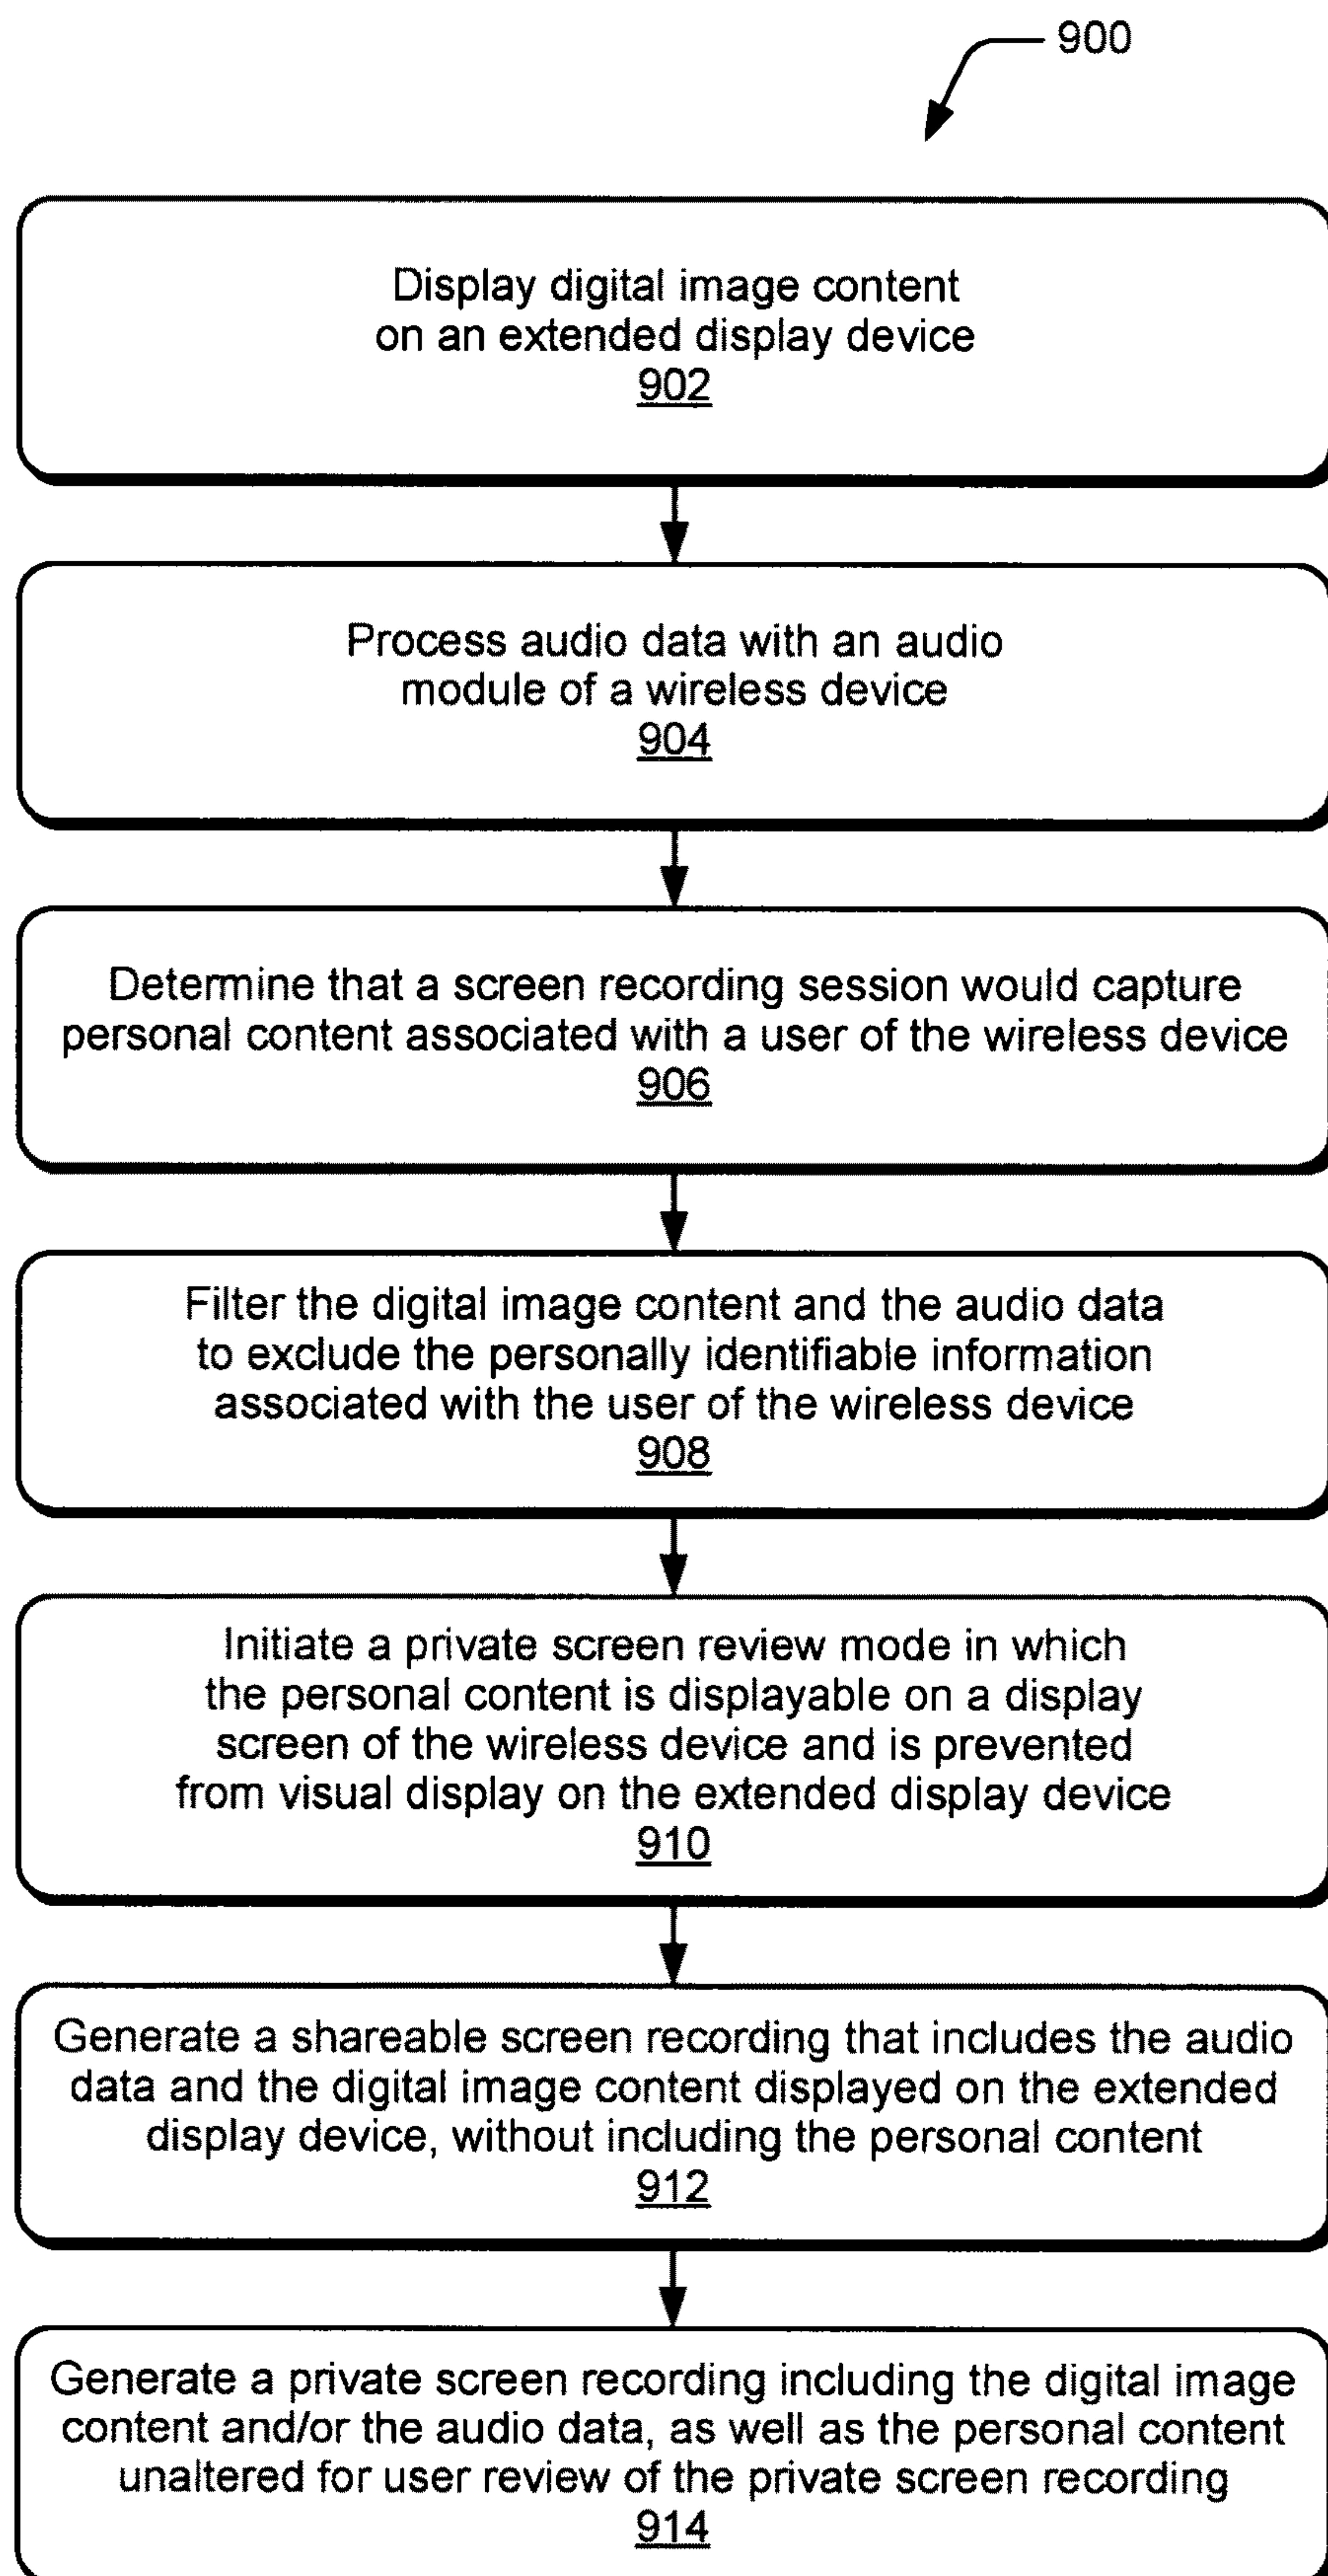 900
Display digital image content
on an extended display device
902
Process audio data with an audio
module of a wireless device
904
Determine that a screen recording session would capture
personal content associated with a user of the wireless device
906
Filter the digital image content and the audio data
to exclude the personally identifiable information
associated with the user of the wireless device
908
Initiate a private screen review mode in which
the personal content is displayable on a display
screen of the wireless device and is prevented
from visual display on the extended display device
910
Generate a shareable screen recording that includes the audio
data and the digital image content displayed on the extended
display device, without including the personal content
912
Generate a private screen recording including the digital image
content and/or the audio data, as well as the personal content
unaltered for user review of the private screen recording
914